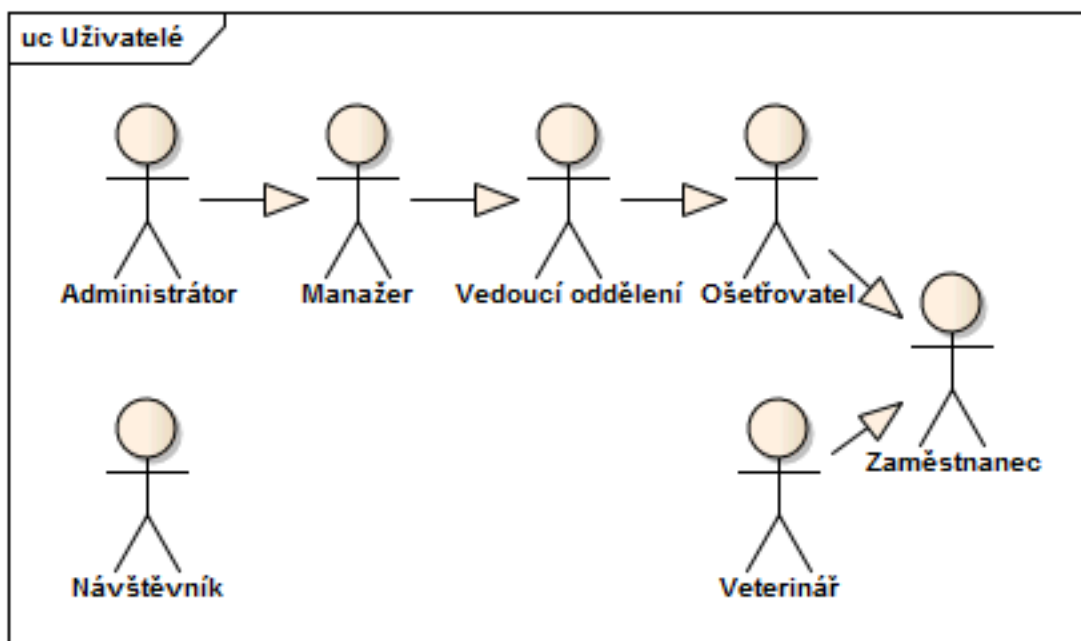 uc Uživatelé
Administrátor
Manažer
Vedoucí oddělení
Ošetřovatel
Zaměstnanec
Návštěvník
Veterinář